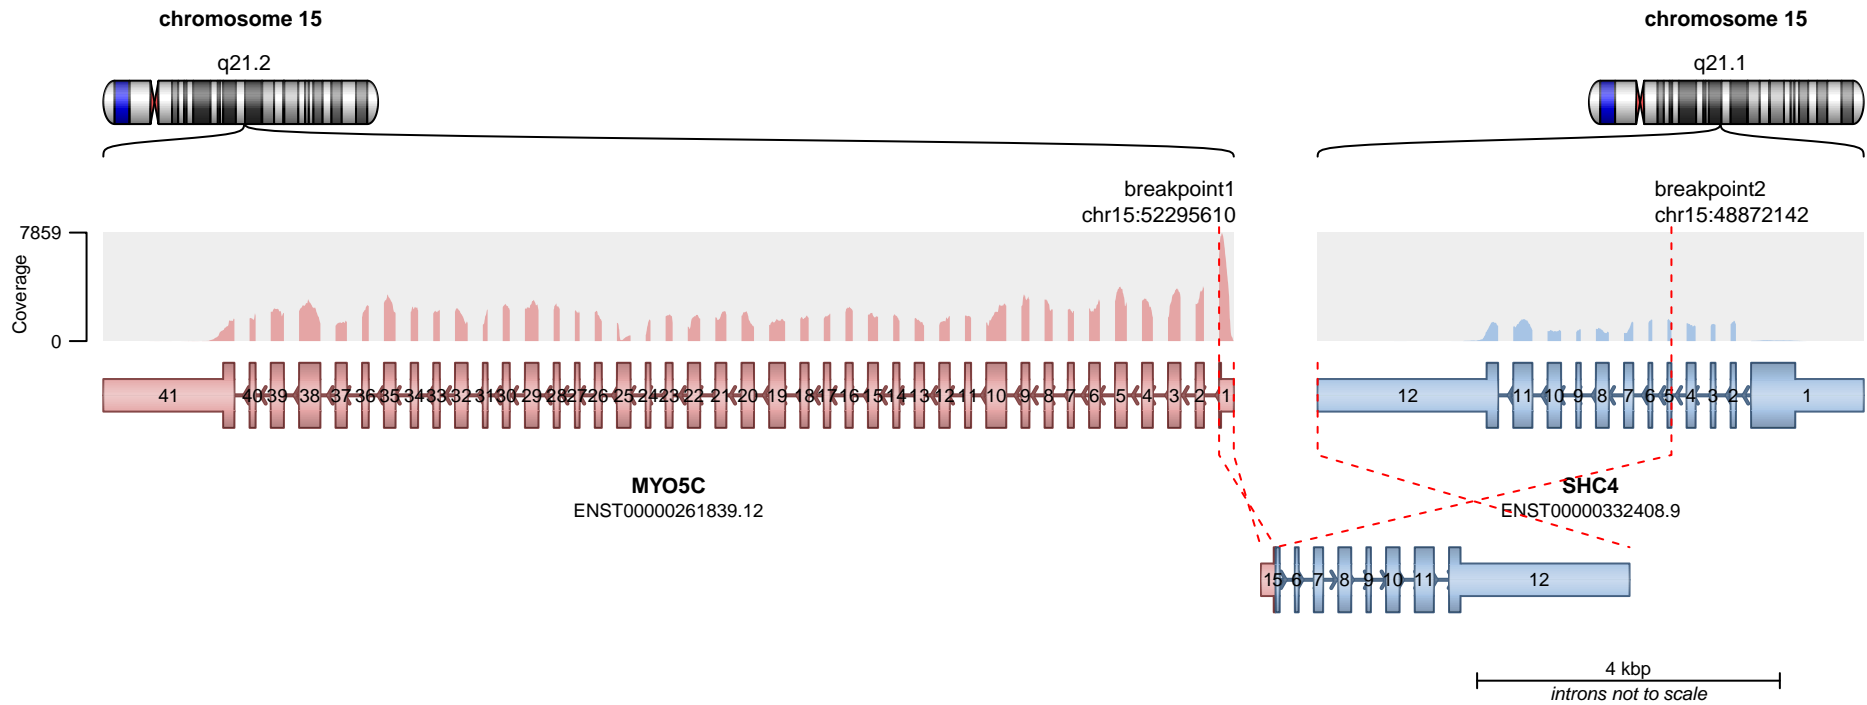 chromosome 15
chromosome 15
q21.2
q21.1
breakpoint1
chr15:52295610
breakpoint2
chr15:48872142
7859
Coverage
0
41 40 39 38 37 36 35 34 33 32 31 30 29 28 27 26 25 24 23 22 21 20 19 18 17 16 15 14 13 12 11 10 9 8 7 6 5 4 3 2 1
12 11 10 9 8 7 6 5 4 3 2 1
MYO5C
ENST00000261839.12
SHC4
ENST00000332408.9
1 5 6 7 8 9 10 11 12
4 kbp
introns not to scale